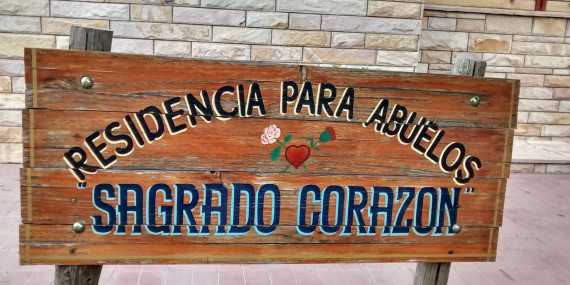 RESIDENCIA PARA ABUELOS
"SAGRADO CORAZON"